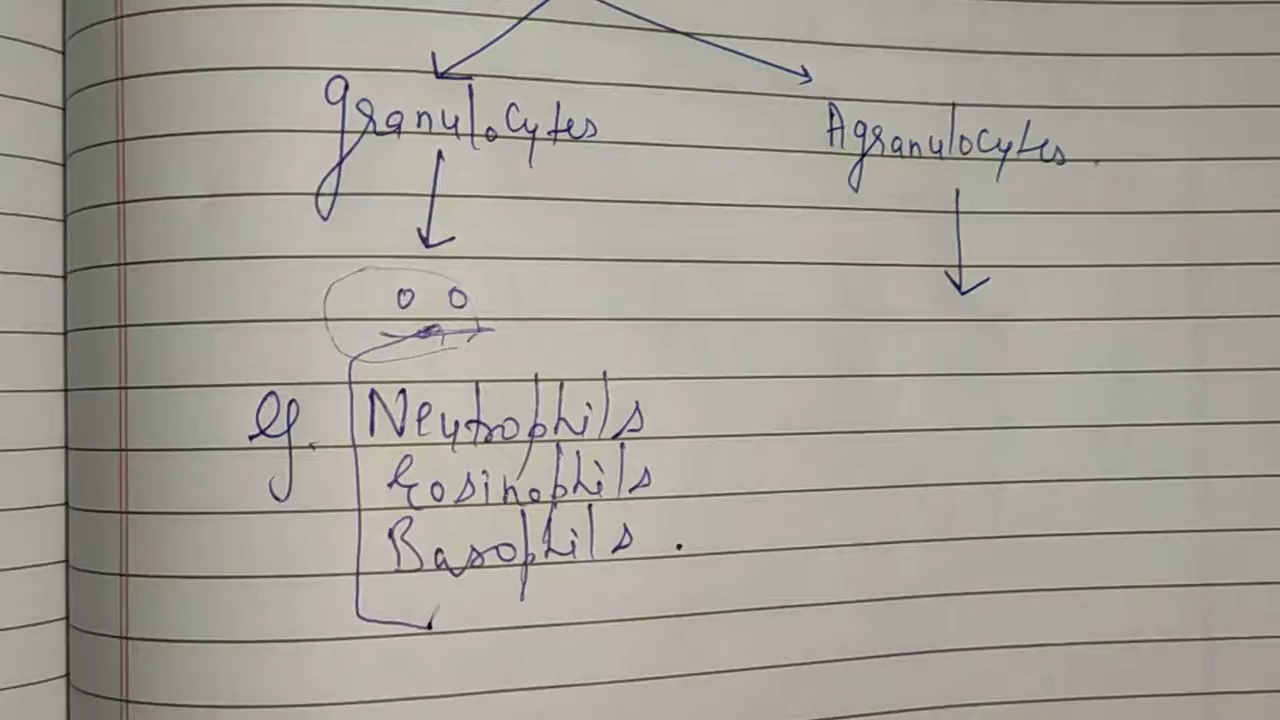 Granulocytes
Agranulocytes.
eg. Neutrophils
Eosinophils
Basophils.